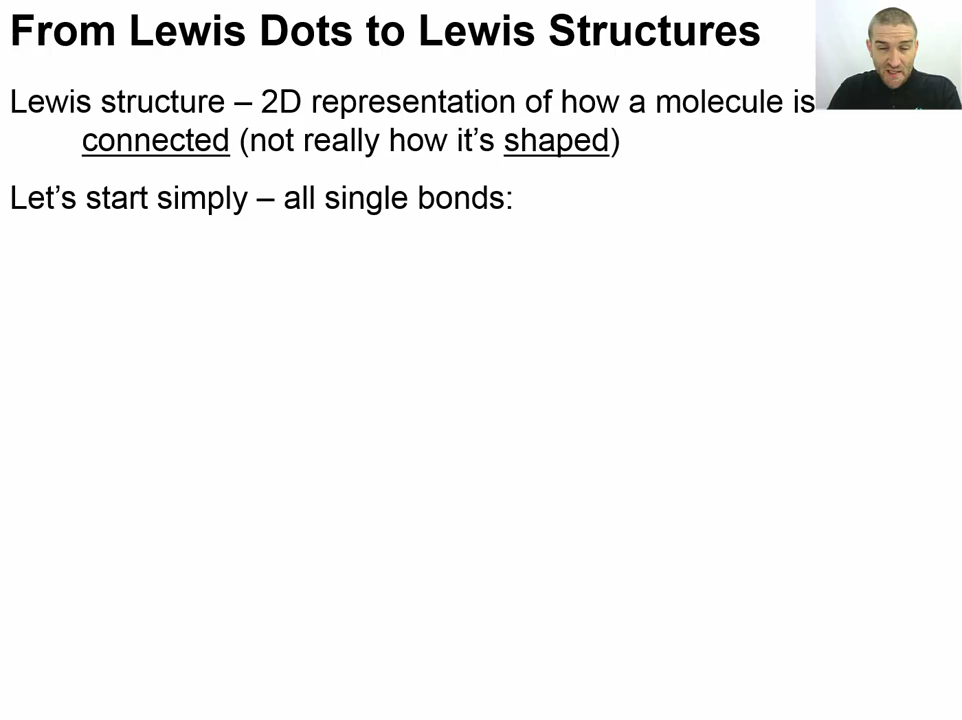 From Lewis Dots to Lewis Structures
Lewis structure – 2D representation of how a molecule is
connected (not really how it's shaped)
Let's start simply – all single bonds: